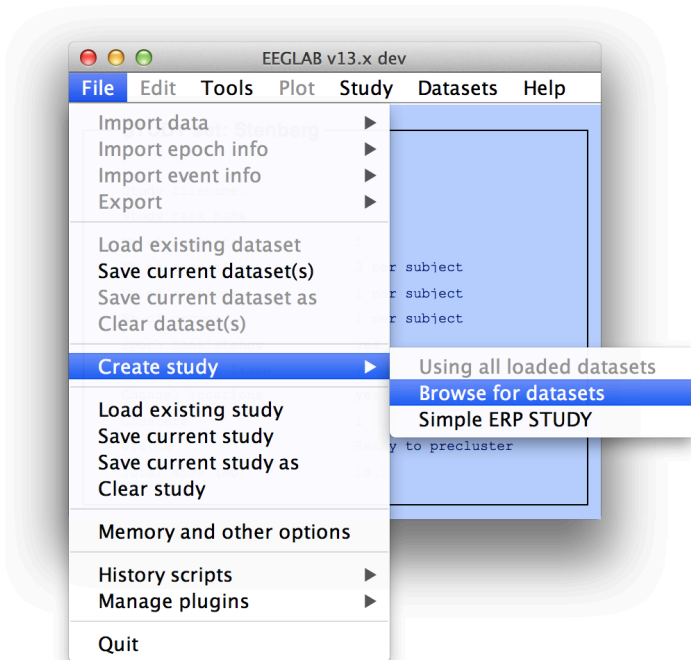 EEGLAB v13.x dev
File Edit Tools Plot Study Datasets Help
Import data
Import epoch info
Import event info
Export
Load existing dataset
Save current dataset(s)
Save current dataset as
Clear dataset(s)
Create study
Load existing study
Save current study
Save current study as
Clear study
Memory and other options
History scripts
Manage plugins
Quit
Using all loaded datasets
Browse for datasets
Simple ERP STUDY
r subject
r subject
r subject
to precluster